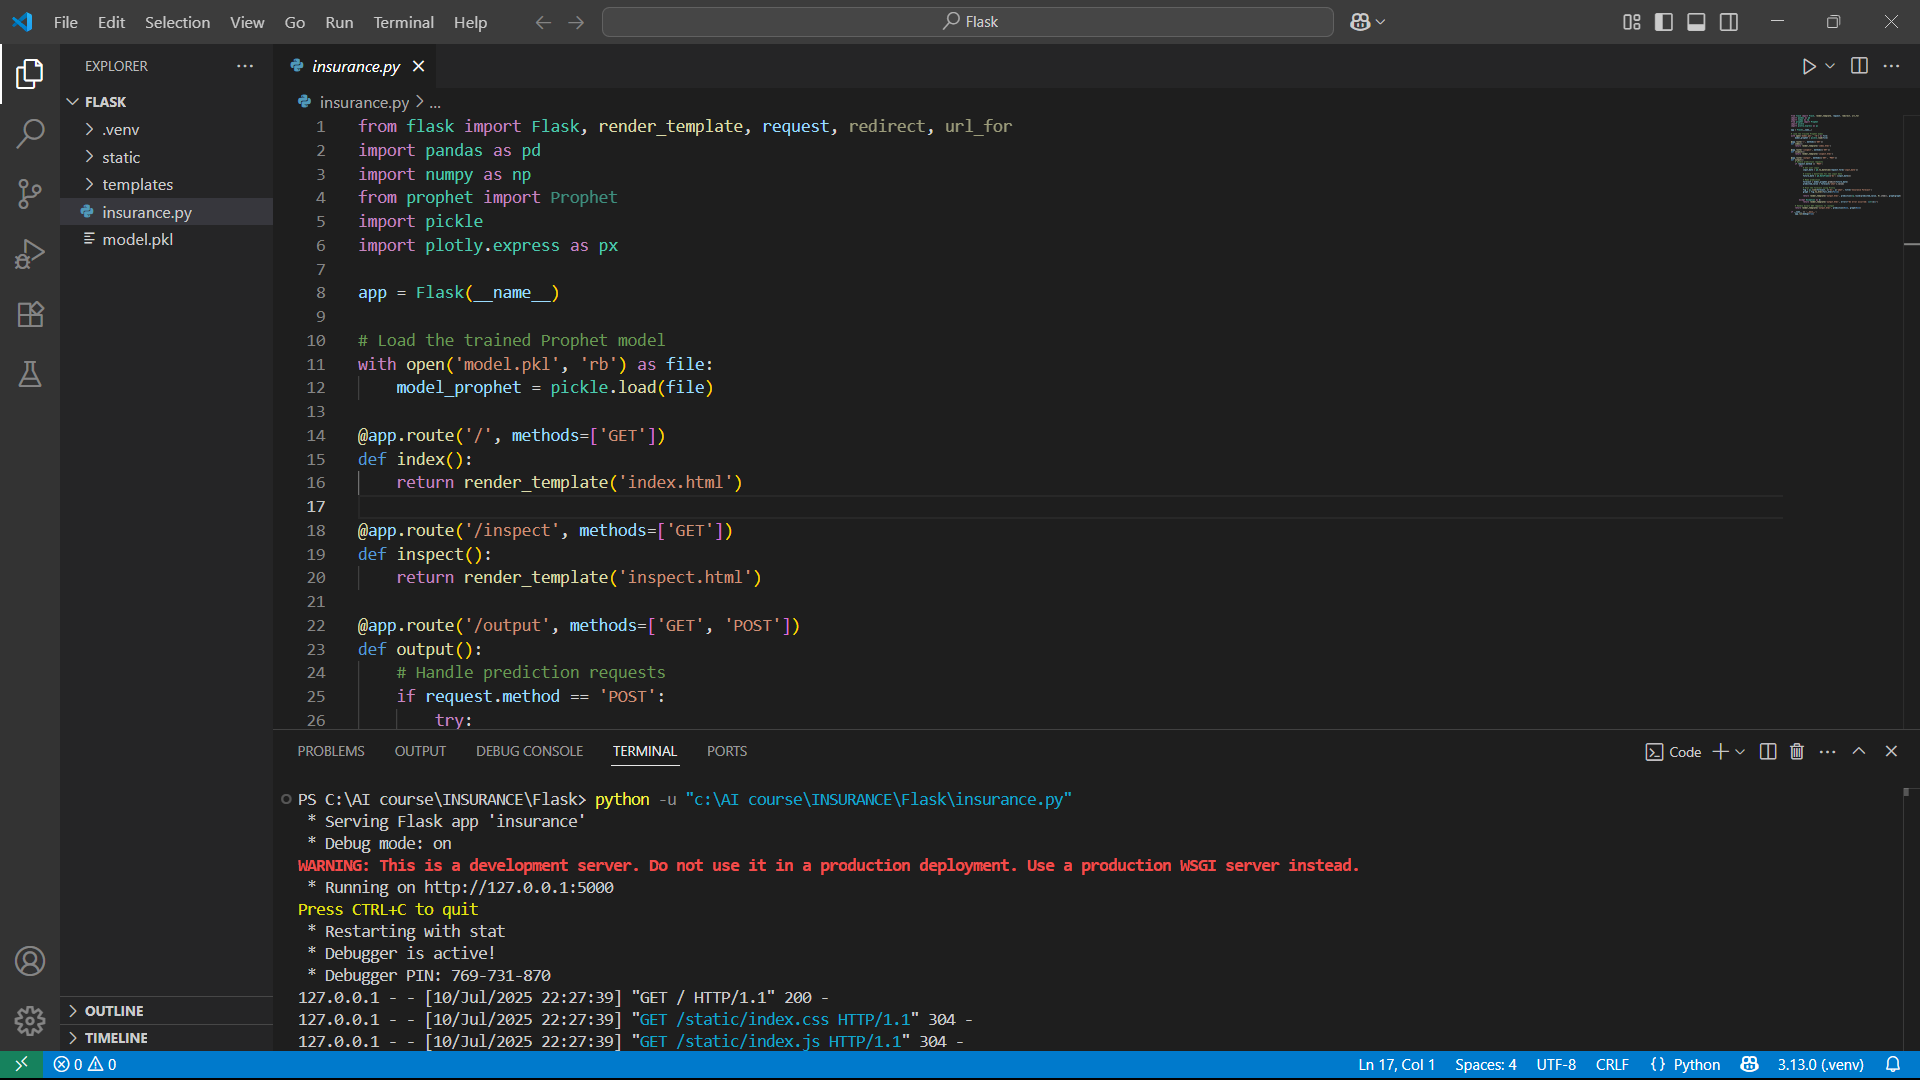 File Edit Selection View Go Run Terminal Help
Flask
EXPLORER
FLASK
.venv
static
templates
insurance.py
model.pkl
OUTLINE
TIMELINE
insurance.py
insurance.py > ...
1 from flask import Flask, render_template, request, redirect, url_for
2 import pandas as pd
3 import numpy as np
4 from prophet import Prophet
5 import pickle
6 import plotly.express as px
7
8 app = Flask(__name__)
9
10 # Load the trained Prophet model
11 with open('model.pkl', 'rb') as file:
12     model_prophet = pickle.load(file)
13
14 @app.route('/', methods=['GET'])
15 def index():
16     return render_template('index.html')
17
18 @app.route('/inspect', methods=['GET'])
19 def inspect():
20     return render_template('inspect.html')
21
22 @app.route('/output', methods=['GET', 'POST'])
23 def output():
24     # Handle prediction requests
25     if request.method == 'POST':
26         try:
PROBLEMS OUTPUT DEBUG CONSOLE TERMINAL PORTS
Code
PS C:\AI course\INSURANCE\Flask> python -u "c:\AI course\INSURANCE\Flask\insurance.py"
 * Serving Flask app 'insurance'
 * Debug mode: on
WARNING: This is a development server. Do not use it in a production deployment. Use a production WSGI server instead.
 * Running on http://127.0.0.1:5000
Press CTRL+C to quit
 * Restarting with stat
 * Debugger is active!
 * Debugger PIN: 769-731-870
127.0.0.1 - - [10/Jul/2025 22:27:39] "GET / HTTP/1.1" 200 -
127.0.0.1 - - [10/Jul/2025 22:27:39] "GET /static/index.css HTTP/1.1" 304 -
127.0.0.1 - - [10/Jul/2025 22:27:39] "GET /static/index.js HTTP/1.1" 304 -
0 0 Ln 17, Col 1 Spaces: 4 UTF-8 CRLF {} Python 3.13.0 (.venv)